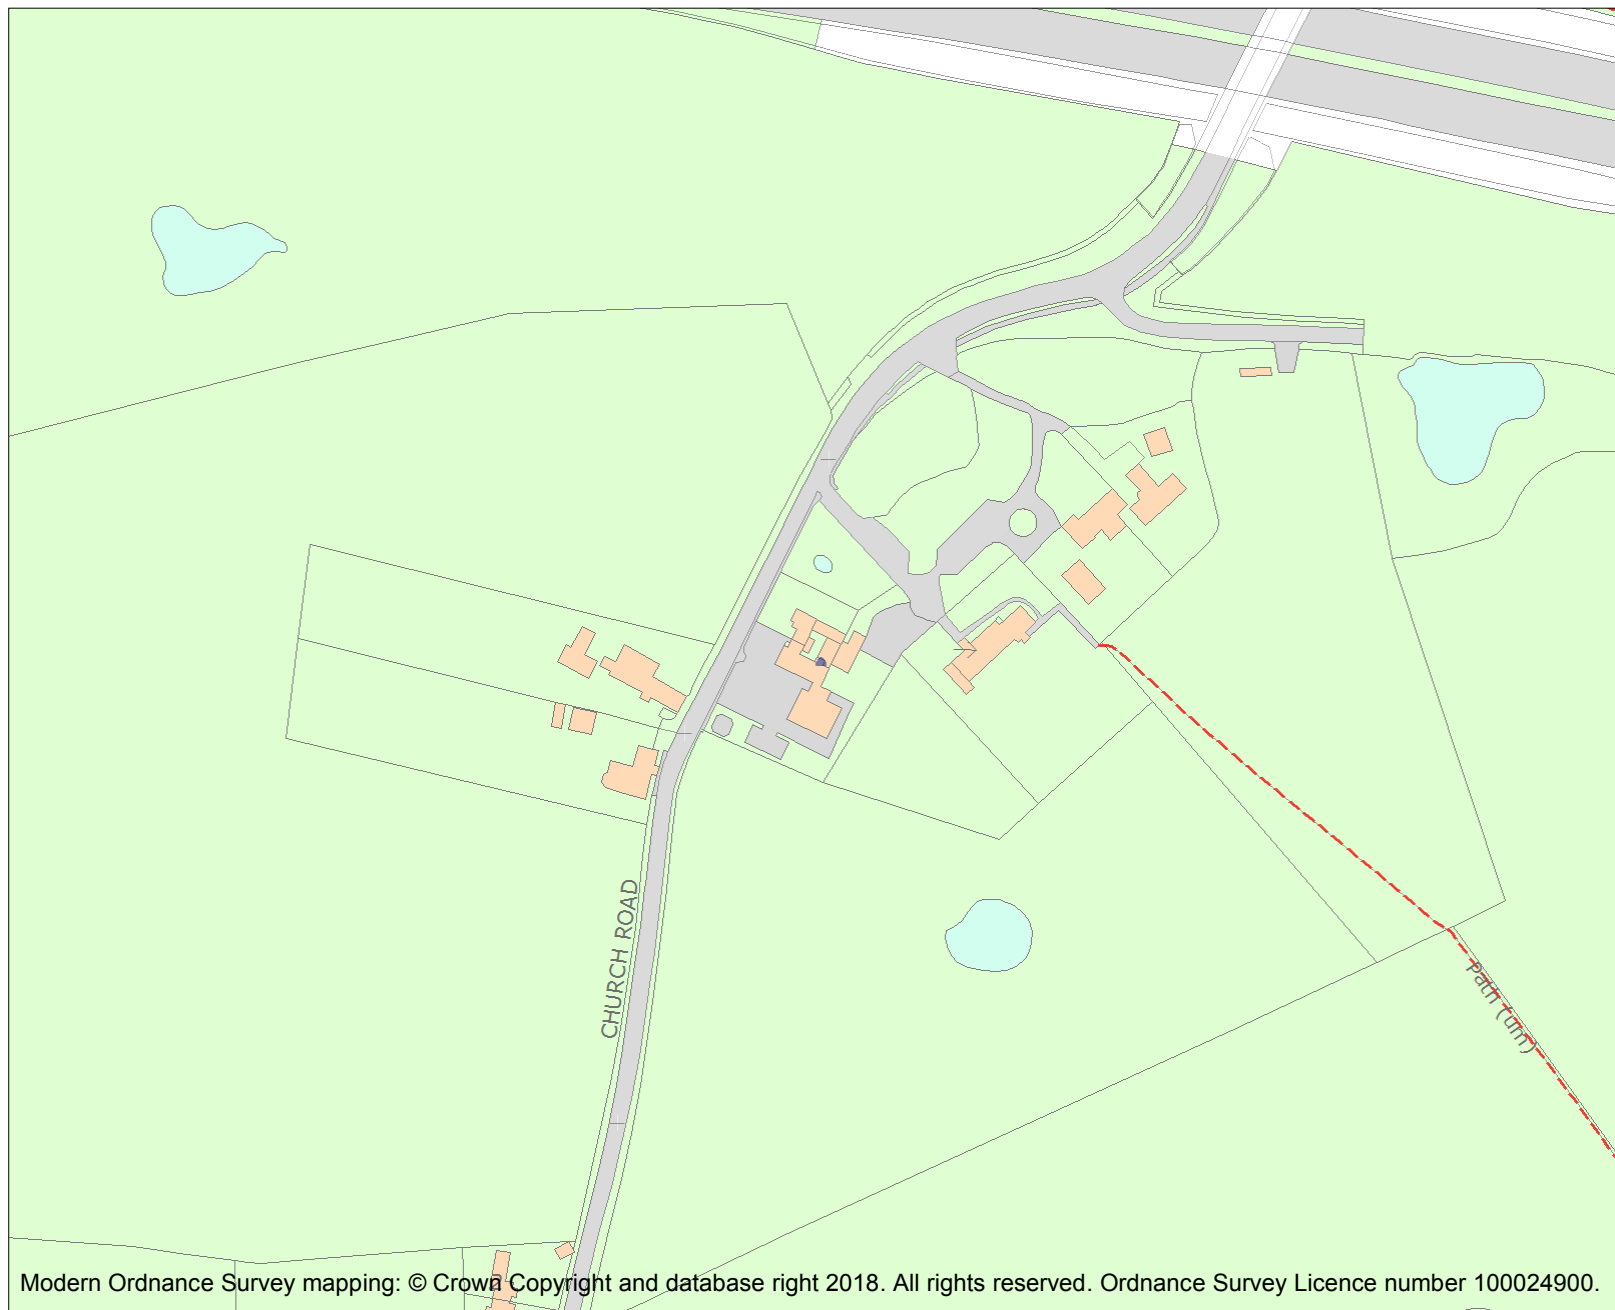 CHURCH ROAD
Path (um)
Modern Ordnance Survey mapping: © Crown Copyright and database right 2018. All rights reserved. Ordnance Survey Licence number 100024900.